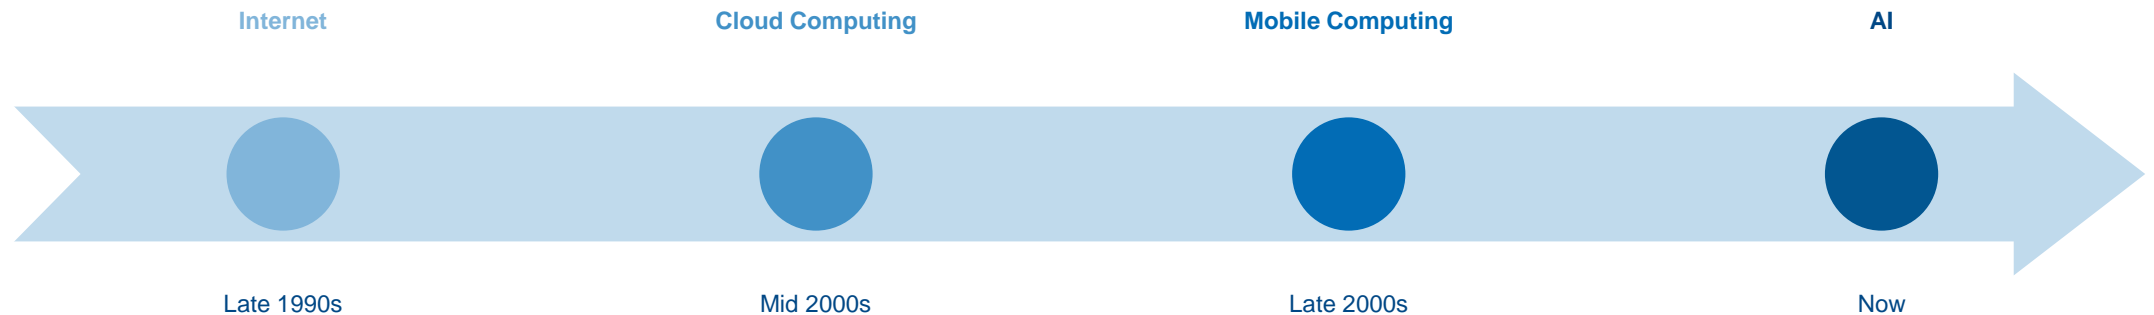 Internet
Cloud Computing
Mobile Computing
AI
Late 1990s
Mid 2000s
Late 2000s
Now